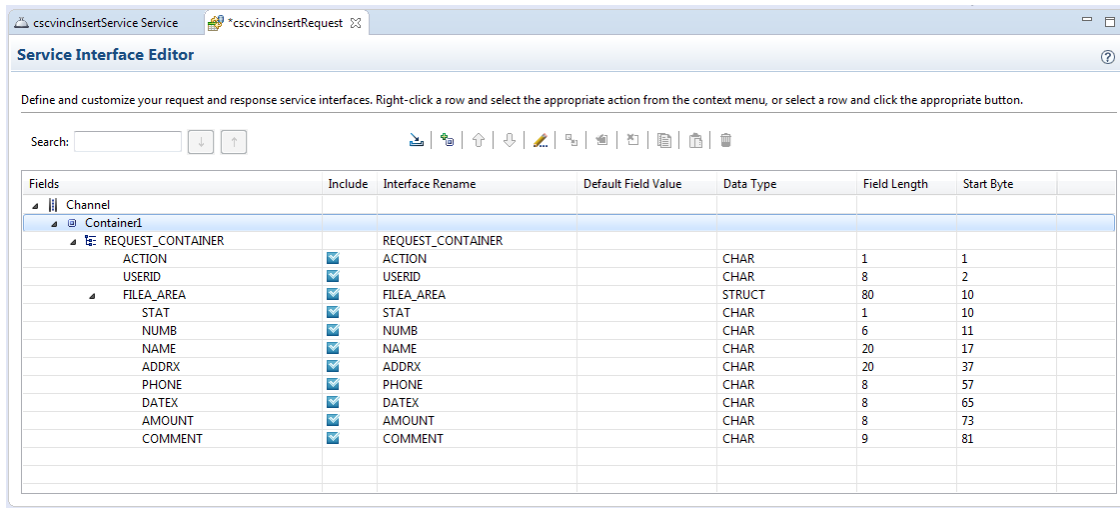 cscvincInsertService Service *cscvincInsertRequest
Service Interface Editor
Define and customize your request and response service interfaces. Right-click a row and select the appropriate action from the context menu, or select a row and click the appropriate button.
Search:
Fields Include Interface Rename Default Field Value Data Type Field Length Start Byte
Channel
Container1
REQUEST_CONTAINER REQUEST_CONTAINER
ACTION ACTION CHAR 1 1
USERID USERID CHAR 8 2
FILEA_AREA FILEA_AREA STRUCT 80 10
STAT STAT CHAR 1 10
NUMB NUMB CHAR 6 11
NAME NAME CHAR 20 17
ADDRX ADDRX CHAR 20 37
PHONE PHONE CHAR 8 57
DATEX DATEX CHAR 8 65
AMOUNT AMOUNT CHAR 8 73
COMMENT COMMENT CHAR 9 81